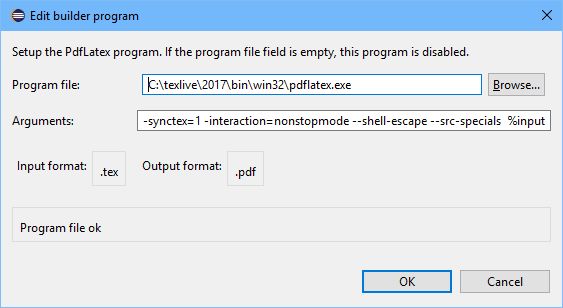 Edit builder program
Setup the PdfLatex program. If the program file field is empty, this program is disabled.
Program file: C:\texlive\2017\bin\win32\pdflatex.exe Browse...
Arguments: -synctex=1 -interaction=nonstopmode --shell-escape --src-specials %input
Input format: .tex Output format: .pdf
Program file ok
OK Cancel